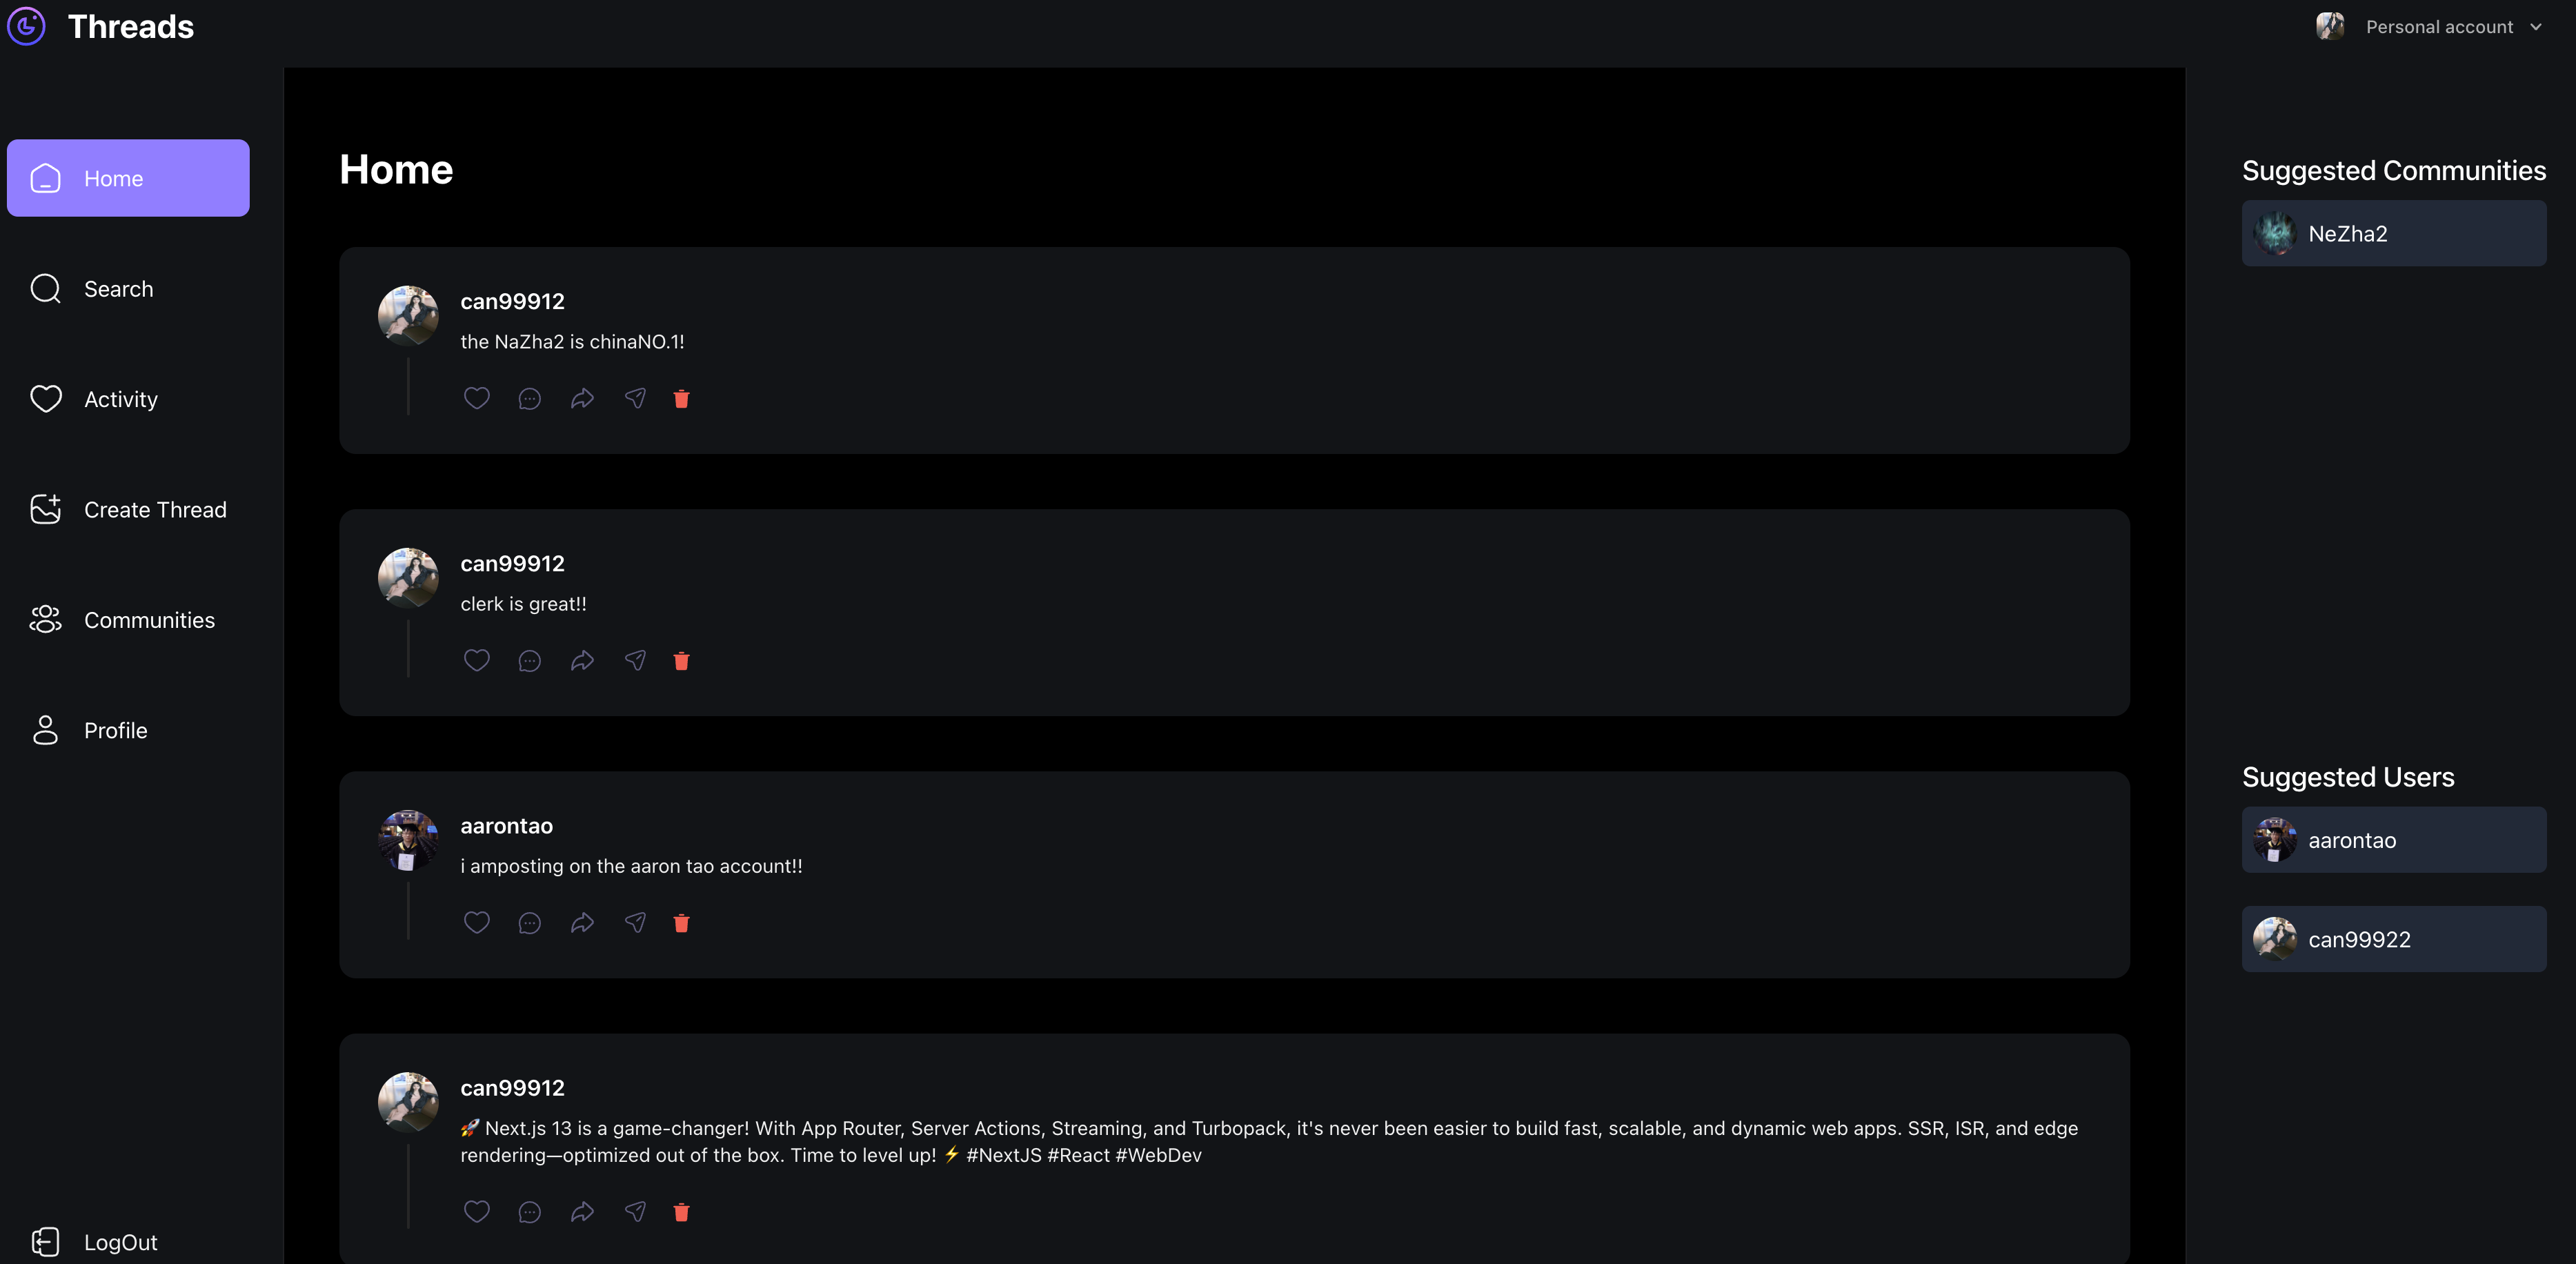 Threads
Personal account
Home
Search
Activity
Create Thread
Communities
Profile
LogOut
Home
can99912
the NaZha2 is chinaNO.1!
can99912
clerk is great!!
aarontao
i amposting on the aaron tao account!!
can99912
🚀 Next.js 13 is a game-changer! With App Router, Server Actions, Streaming, and Turbopack, it's never been easier to build fast, scalable, and dynamic web apps. SSR, ISR, and edge
rendering—optimized out of the box. Time to level up! ⚡ #NextJS #React #WebDev
Suggested Communities
NeZha2
Suggested Users
aarontao
can99922